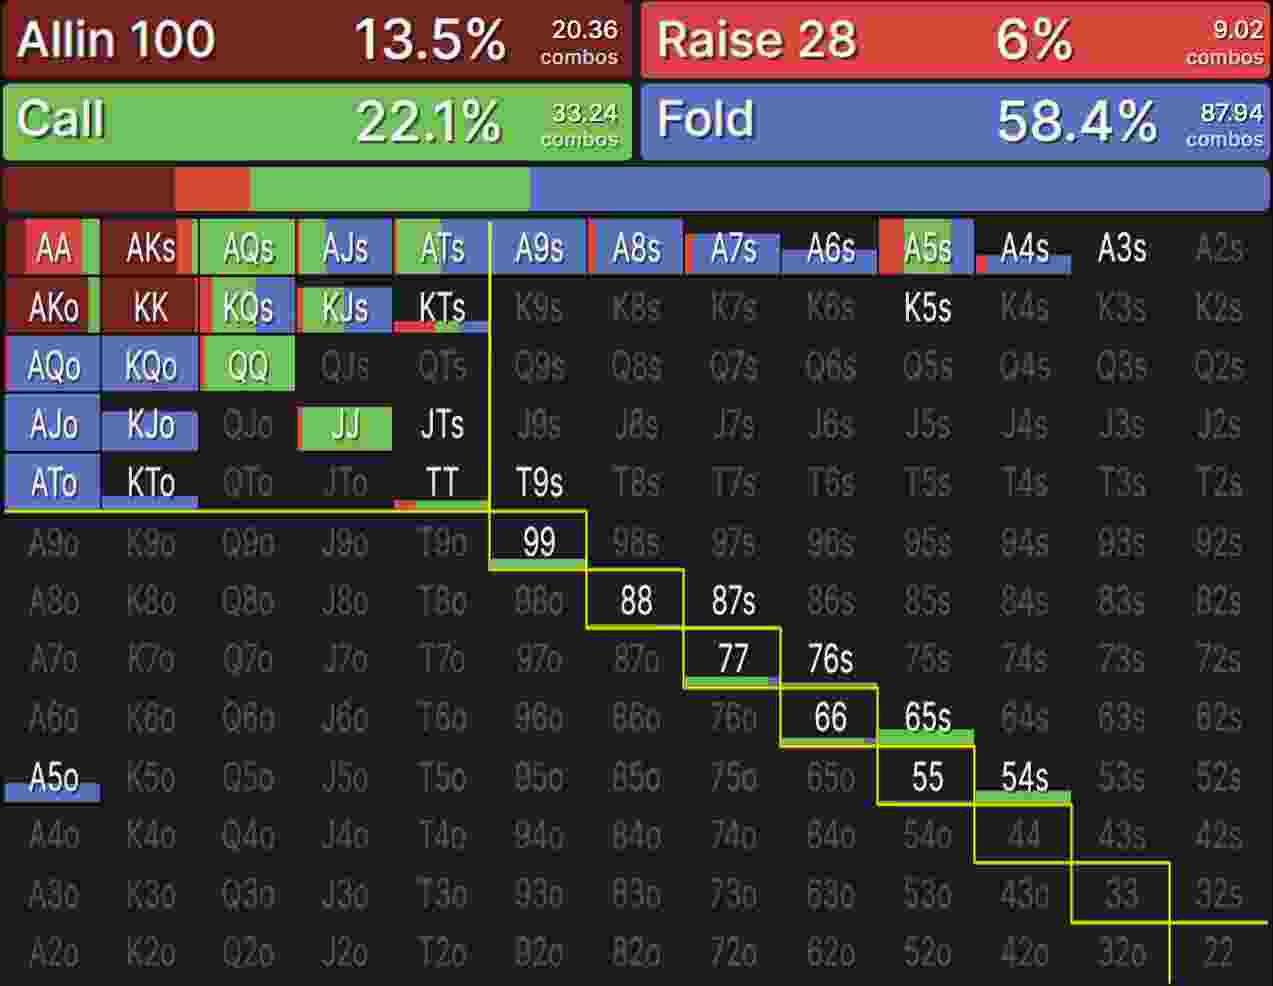 Allin 100 13.5% 20.36 combos Raise 28 6% 9.02 combos
Call 22.1% 33.24 combos Fold 58.4% 87.94 combos
AA AKs AQs AJs ATs A9s A8s A7s A6s A5s A4s A3s A2s
AKo KK KQs KJs KTs K9s K8s K7s K6s K5s K4s K3s K2s
AQo KQo QQ QJs QTs Q9s Q8s Q7s Q6s Q5s Q4s Q3s Q2s
AJo KJo QJo JJ JTs J9s J8s J7s J6s J5s J4s J3s J2s
ATo KTo QTo JTo TT T9s T8s T7s T6s T5s T4s T3s T2s
A9o K9o Q9o J9o T9o 99 98s 97s 96s 95s 94s 93s 92s
A8o K8o Q8o J8o T8o 98o 88 87s 86s 85s 84s 83s 82s
A7o K7o Q7o J7o T7o 97o 87o 77 76s 75s 74s 73s 72s
A6o K6o Q6o J6o T6o 96o 86o 76o 66 65s 64s 63s 62s
A5o K5o Q5o J5o T5o 95o 85o 75o 65o 55 54s 53s 52s
A4o K4o Q4o J4o T4o 94o 84o 74o 64o 54o 44 43s 42s
A3o K3o Q3o J3o T3o 93o 83o 73o 63o 53o 43o 33 32s
A2o K2o Q2o J2o T2o 92o 82o 72o 62o 52o 42o 32o 22